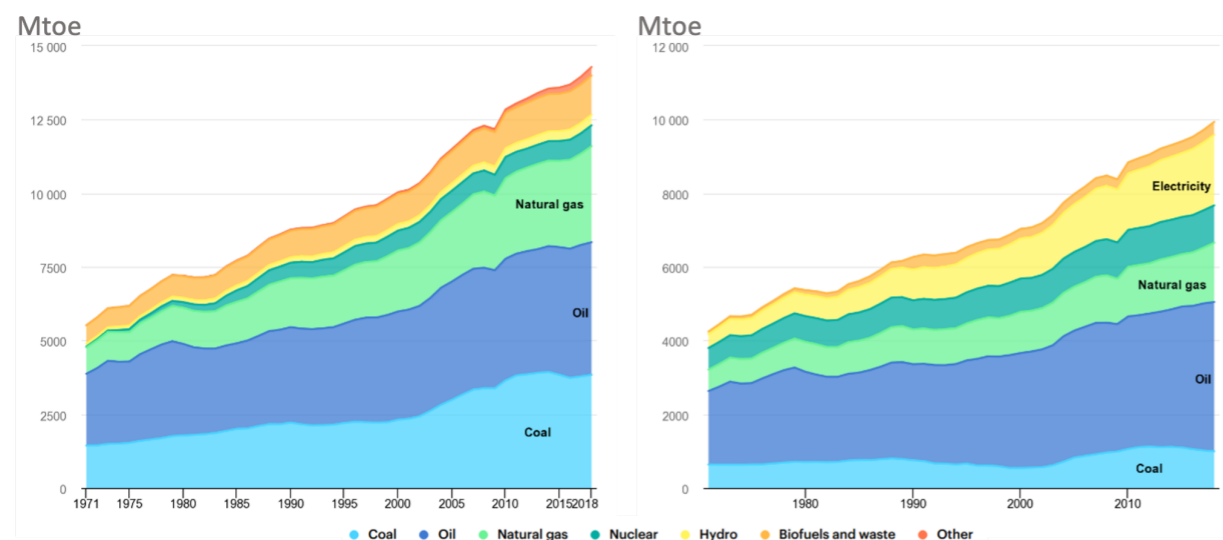 Mtoe
15 000
12 500
10 000
7500
5000
2500
0
Natural gas
Oil
Coal
1971 1975 1980 1985 1990 1995 2000 2005 2010 2015 2018
Mtoe
12 000
10 000
8000
6000
4000
2000
0
Electricity
Natural gas
Oil
Coal
1980 1990 2000 2010
Coal Oil Natural gas Nuclear Hydro Biofuels and waste Other